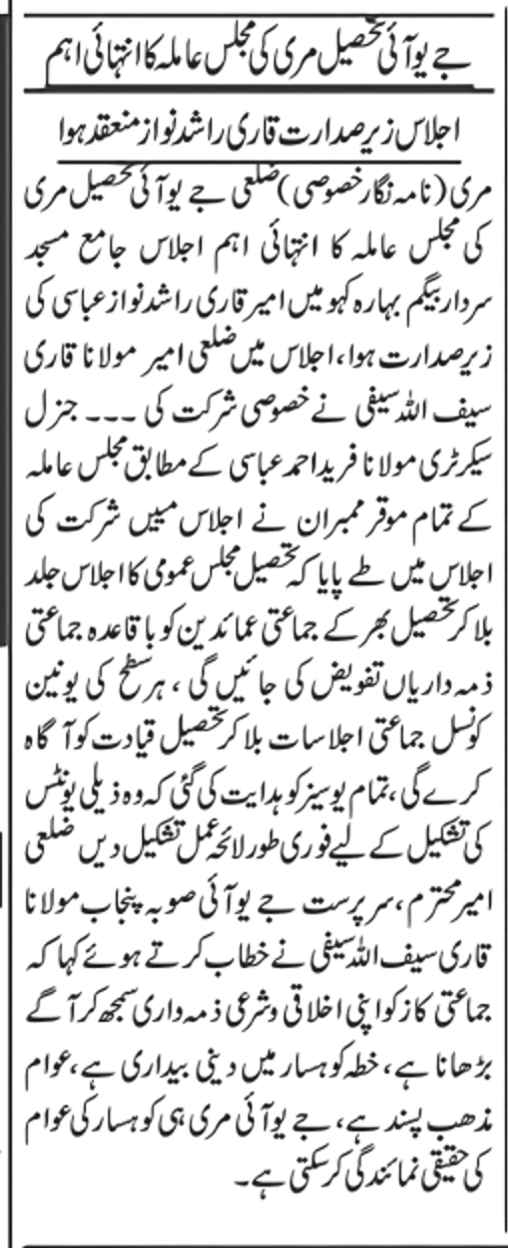 جے یو آئی تحصیل مری کی مجلس عاملہ کا انتہائی اہم
اجلاس زیر صدارت قاری راشد نواز منعقد ہوا
مری (نامہ نگار خصوصی) ضلعی جے یو آئی تحصیل مری
کی مجلس عاملہ کا انتہائی اہم اجلاس جامع مسجد
سردار بیگم بہارہ کہو میں امیر قاری راشد نواز عباسی کی
زیر صدارت ہوا، اجلاس میں ضلعی امیر مولانا قاری
سیف اللہ سیفی نے خصوصی شرکت کی ۔۔۔ جنرل
سیکرٹری مولانا فرید احمد عباسی کے مطابق مجلس عاملہ
کے تمام موقر ممبران نے اجلاس مییں شرکت کی
اجلاس میں طے پایا کہ تحصیل مجلس عمومی کا اجلاس جلد
بلا کر تحصیل بھر کے جماعتی عمائدین کو باقاعدہ جماعتی
ذمہ داریاں تفویض کی جائیں گی، ہر سطح کی یونین
کونسل جماعتی اجلاسات بلا کر تحصیل قیادت کو آگاہ
کرے گی، تمام یوسیز کو ہدایت کی گئی کہ وہ ذیلی یونٹس
کی تشکیل کے لیے فوری طور لائحہ عمل تشکیل دیں ضلعی
امیر محترم، سرپرست جے یو آئی صوبہ پنجاب مولانا
قاری سیف اللہ سیفی نے خطاب کرتے ہوئے کہا کہ
جماعتی کاز کو اپنی اخلاقی وشرعی ذمہ داری سمجھ کر آگے
بڑھانا ہے، خطہ کوہسار میں دینی بیداری ہے، عوام
مذھب پسند ہے، جے یو آئی مری ہی کوہسار کی عوام
کی حقیقی نمائندگی کر سکتی ہے۔